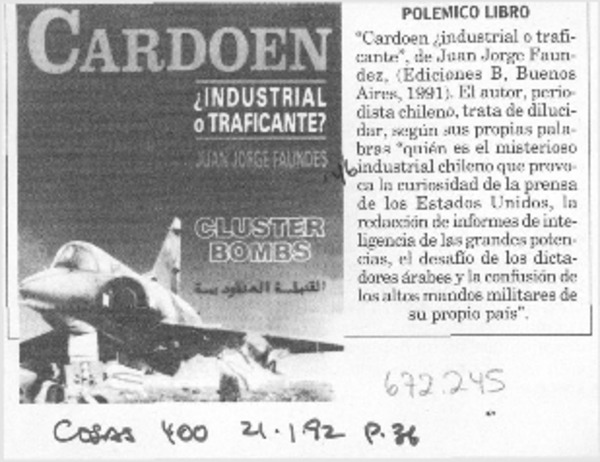 CARDOEN
¿INDUSTRIAL
o TRAFICANTE?
JUAN JORGE FAUNDES
CLUSTER
BOMBS
القنبلة العنقودية
POLEMICO LIBRO
"Cardoen ¿industrial o trafi-
cante", de Juan Jorge Faun-
dez, (Ediciones B, Buenos
Aires, 1991). El autor, perio-
dista chileno, trata de diluci-
dar, según sus propias pala-
bras "quién es el misterioso
industrial chileno que provo-
ca la curiosidad de la prensa
de los Estados Unidos, la
redacción de informes de inte-
ligencia de las grandes poten-
cias, el desafío de los dicta-
dores árabes y la confusión de
los altos mandos militares de
su propio país".
672.245
COSAS 400 21.1.92 P.36